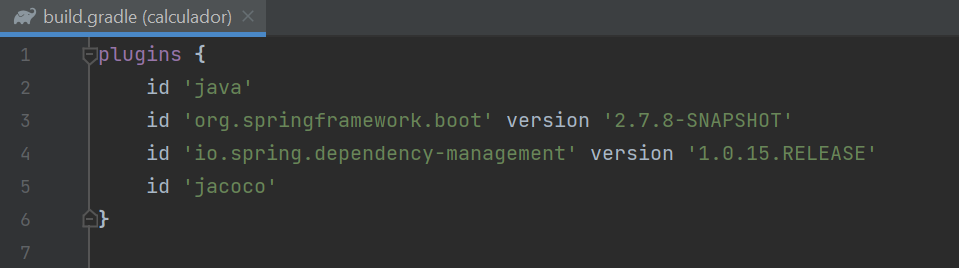 build.gradle (calculador)
1 plugins {
2 id 'java'
3 id 'org.springframework.boot' version '2.7.8-SNAPSHOT'
4 id 'io.spring.dependency-management' version '1.0.15.RELEASE'
5 id 'jacoco'
6 }
7